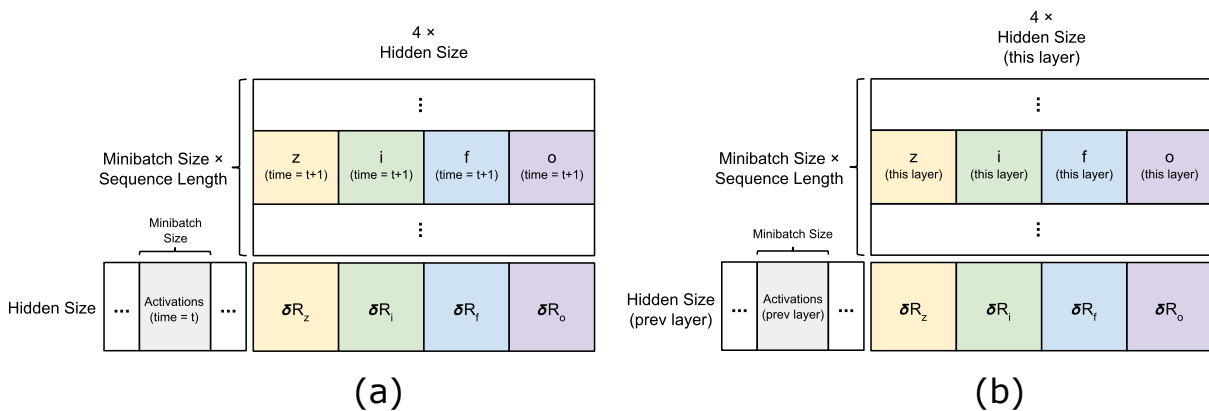 4 ×
Hidden Size
⋮
Minibatch Size ×
Sequence Length
z
(time = t+1)
i
(time = t+1)
f
(time = t+1)
o
(time = t+1)
⋮
Minibatch
Size
Hidden Size
...
Activations
(time = t)
...
δR_z
δR_i
δR_f
δR_o
(a)
4 ×
Hidden Size
(this layer)
⋮
Minibatch Size ×
Sequence Length
z
(this layer)
i
(this layer)
f
(this layer)
o
(this layer)
⋮
Minibatch Size
Hidden Size
(prev layer)
...
Activations
(prev layer)
...
δR_z
δR_i
δR_f
δR_o
(b)